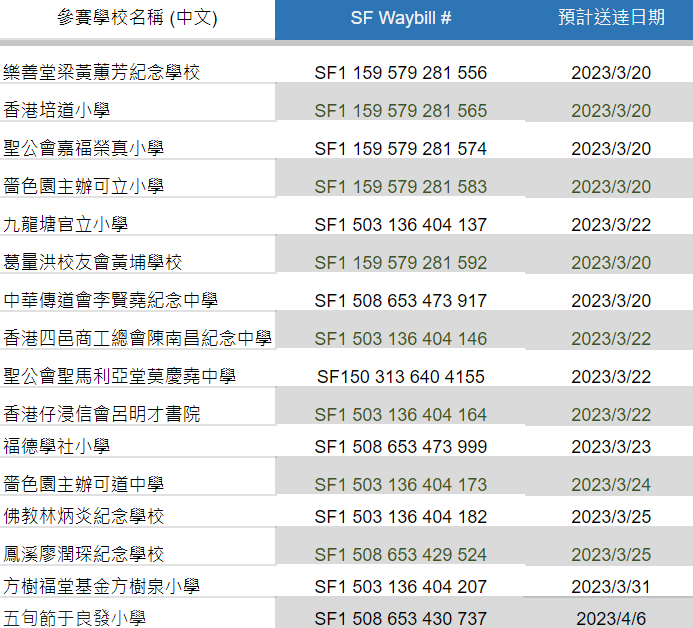 參賽學校名稱 (中文) SF Waybill # 預計送達日期
樂善堂梁黃蕙芳紀念學校 SF1 159 579 281 556 2023/3/20
香港培道小學 SF1 159 579 281 565 2023/3/20
聖公會嘉福榮真小學 SF1 159 579 281 574 2023/3/20
嗇色園主辦可立小學 SF1 159 579 281 583 2023/3/20
九龍塘官立小學 SF1 503 136 404 137 2023/3/22
葛量洪校友會黃埔學校 SF1 159 579 281 592 2023/3/20
中華傳道會李賢堯紀念中學 SF1 508 653 473 917 2023/3/20
香港四邑商工總會陳南昌紀念中學 SF1 503 136 404 146 2023/3/22
聖公會聖馬利亞堂莫慶堯中學 SF150 313 640 4155 2023/3/22
香港仔浸信會呂明才書院 SF1 503 136 404 164 2023/3/22
福德學社小學 SF1 508 653 473 999 2023/3/23
嗇色園主辦可道中學 SF1 503 136 404 173 2023/3/24
佛教林炳炎紀念學校 SF1 503 136 404 182 2023/3/25
鳳溪廖潤琛紀念學校 SF1 508 653 429 524 2023/3/25
方樹福堂基金方樹泉小學 SF1 503 136 404 207 2023/3/31
五旬節于良發小學 SF1 508 653 430 737 2023/4/6